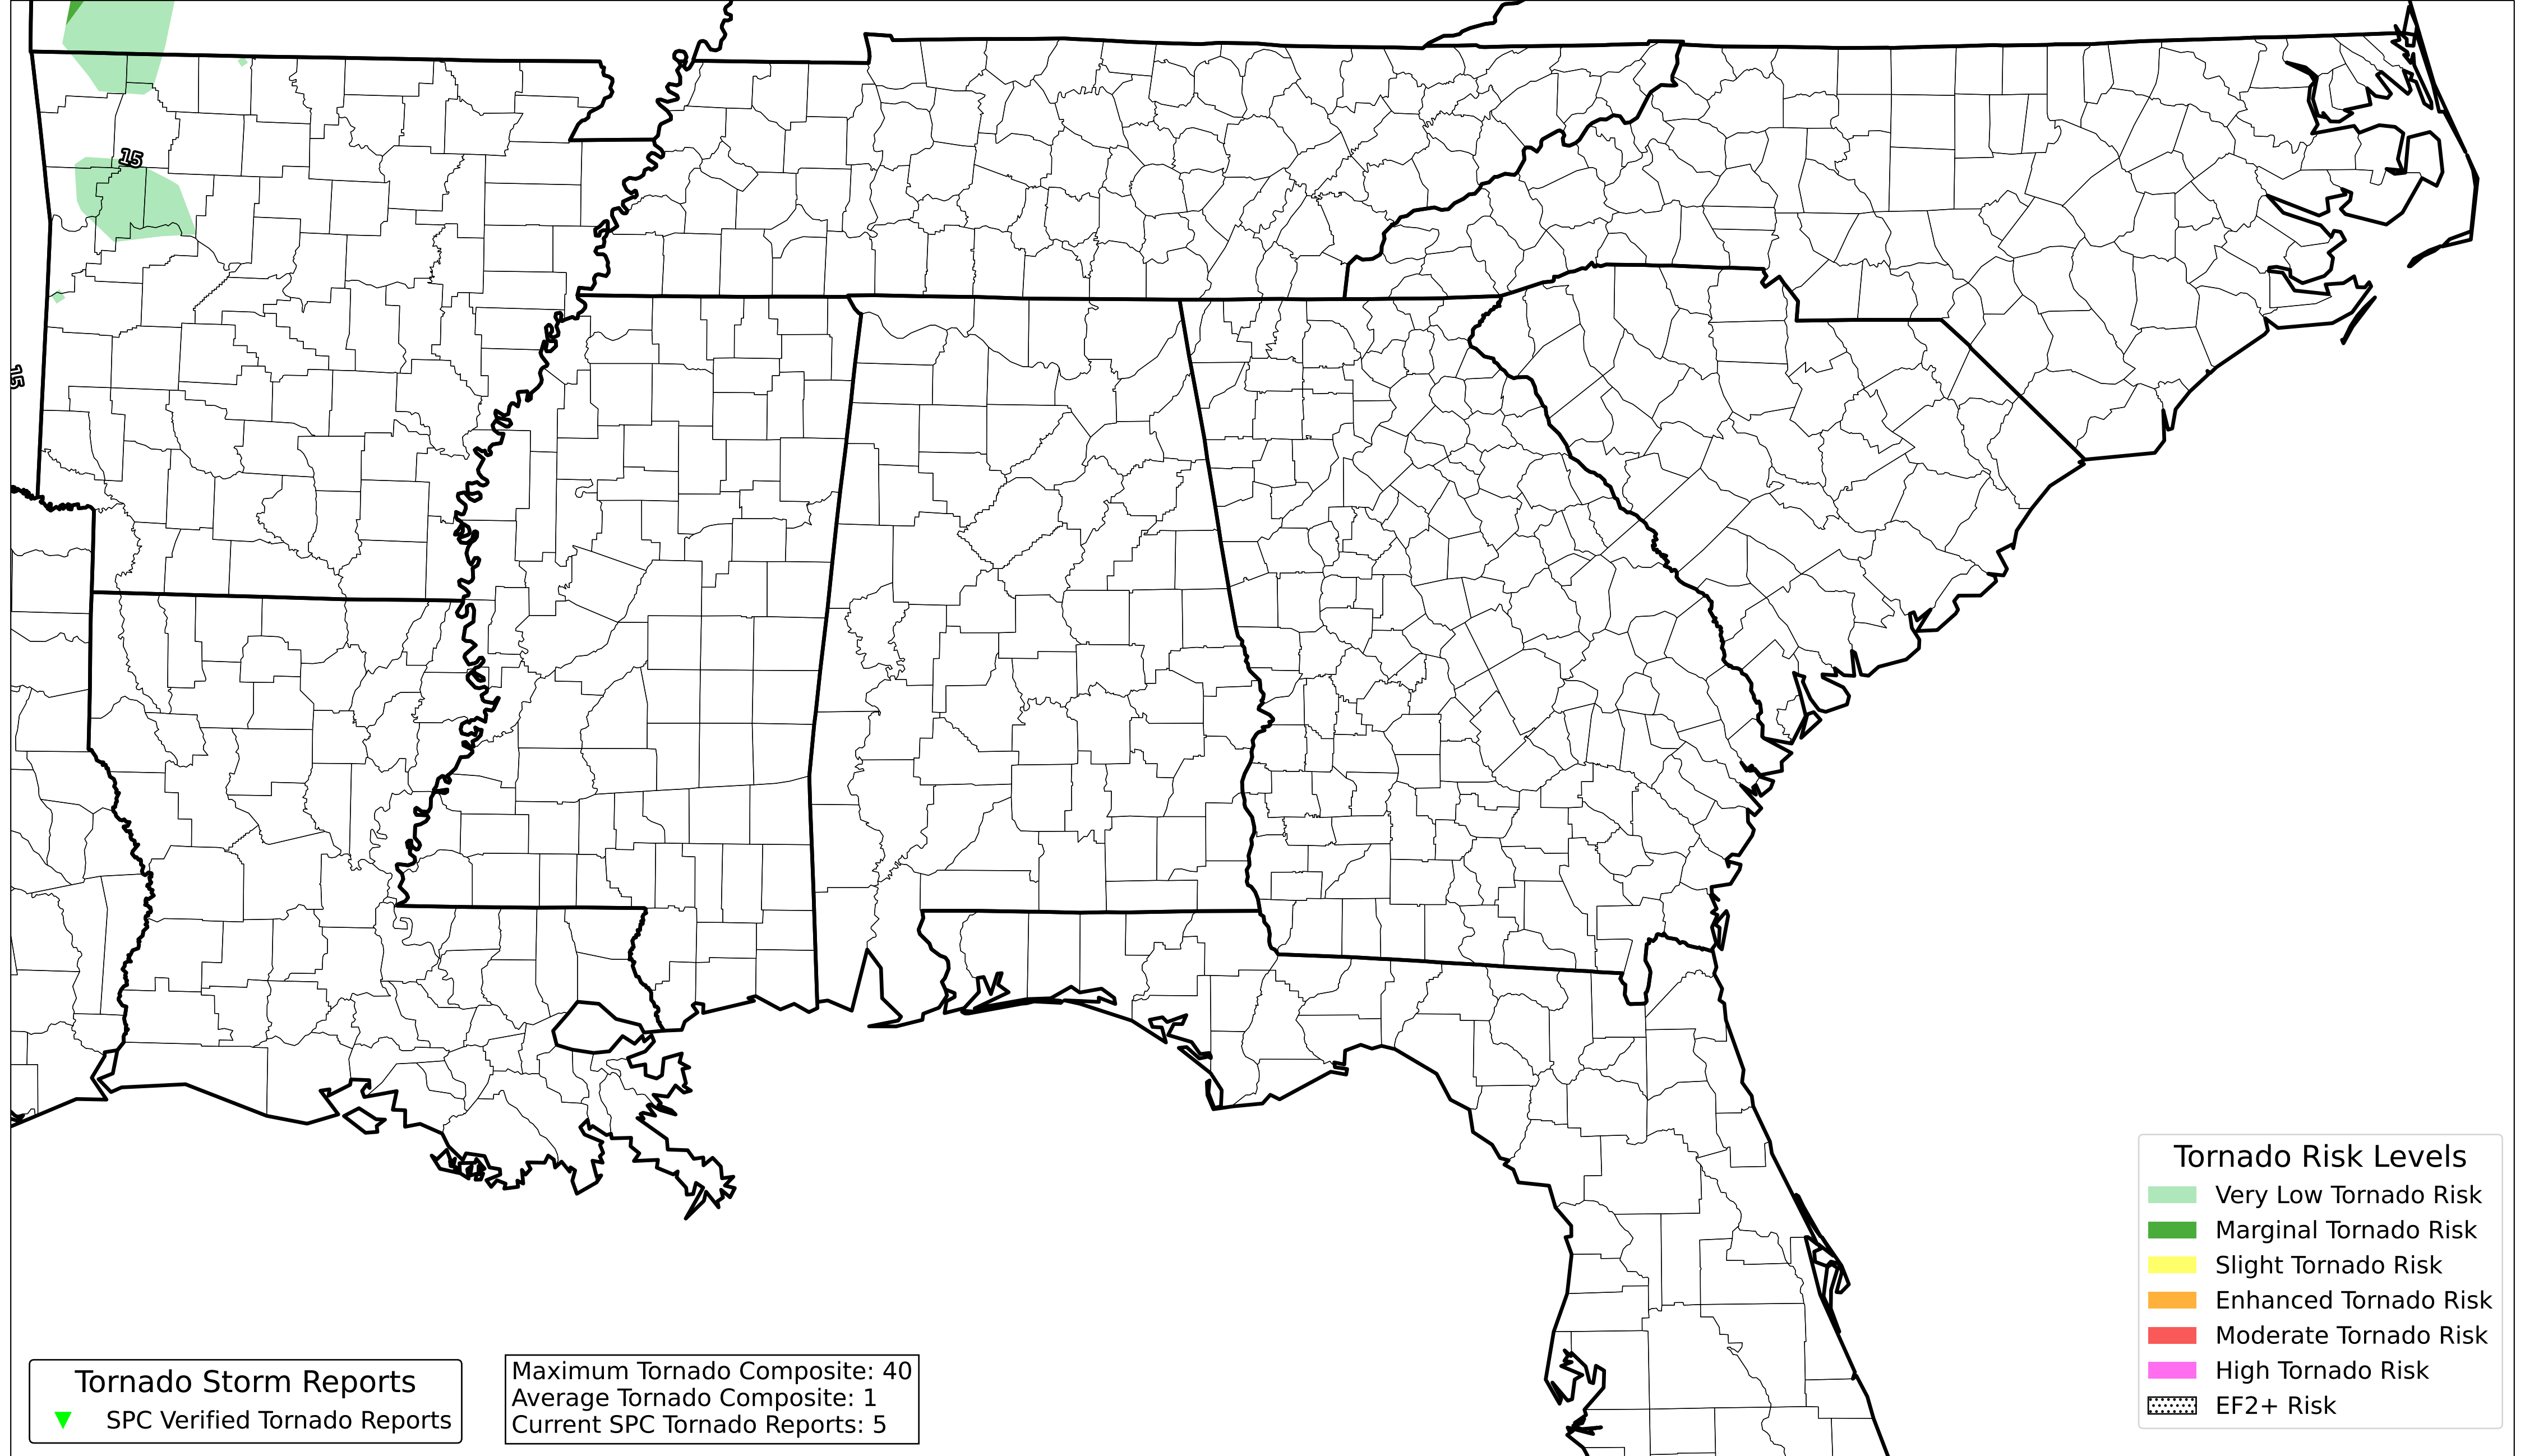 15
15
Tornado Risk Levels
Very Low Tornado Risk
Marginal Tornado Risk
Slight Tornado Risk
Enhanced Tornado Risk
Moderate Tornado Risk
High Tornado Risk
EF2+ Risk
Tornado Storm Reports
SPC Verified Tornado Reports
Maximum Tornado Composite: 40
Average Tornado Composite: 1
Current SPC Tornado Reports: 5